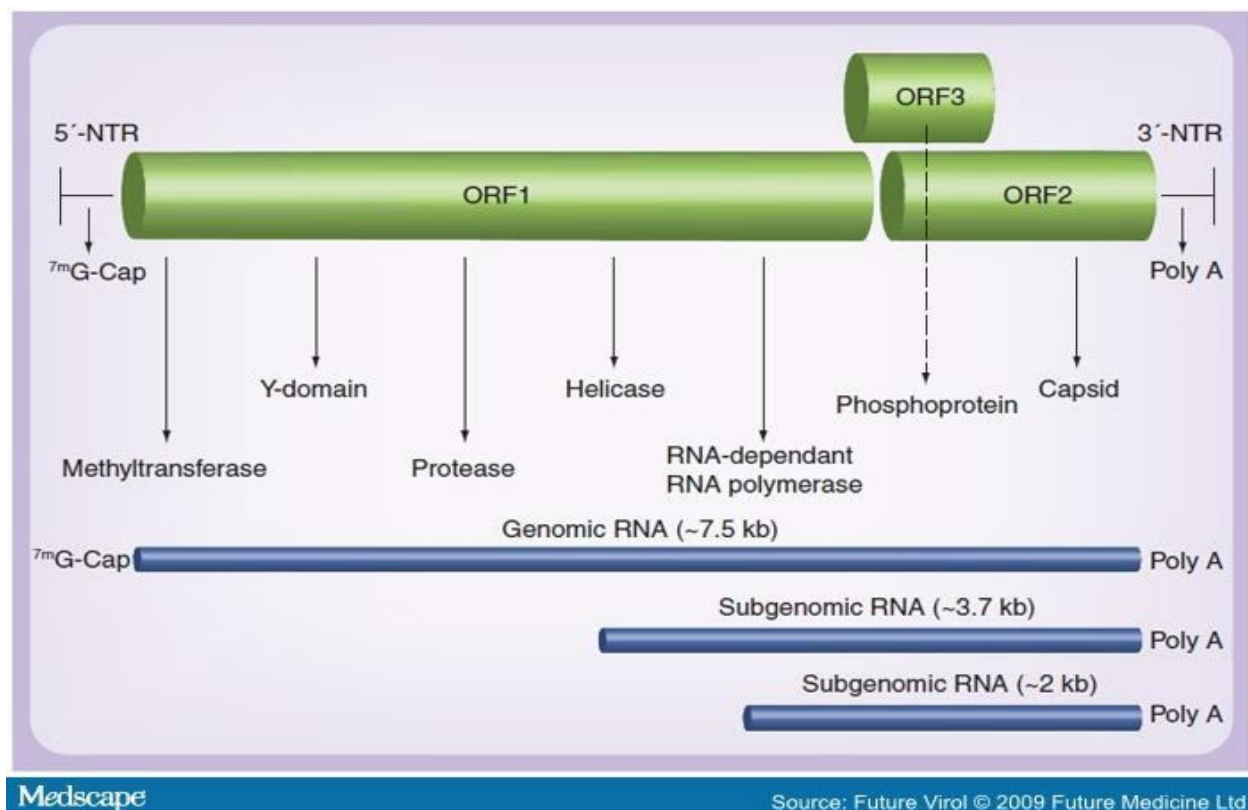 ORF3
5´-NTR
3´-NTR
ORF1
ORF2
7mG-Cap
Poly A
Y-domain
Helicase
Phosphoprotein
Capsid
Methyltransferase
Protease
RNA-dependant
RNA polymerase
Genomic RNA (~7.5 kb)
7mG-Cap
Poly A
Subgenomic RNA (~3.7 kb)
Poly A
Subgenomic RNA (~2 kb)
Poly A
Medscape
Source: Future Virol © 2009 Future Medicine Ltd